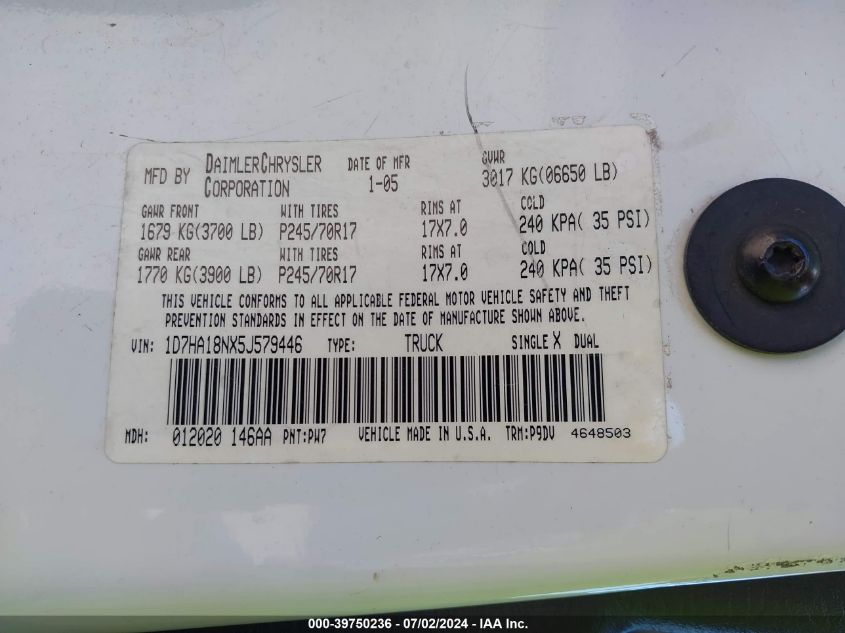 MFD BY DAIMLERCHRYSLER CORPORATION DATE OF MFR 1-05 GVWR 3017 KG(06650 LB)
GAWR FRONT WITH TIRES RIMS AT COLD
1679 KG(3700 LB) P245/70R17 17X7.0 240 KPA( 35 PSI)
GAWR REAR WITH TIRES RIMS AT COLD
1770 KG(3900 LB) P245/70R17 17X7.0 240 KPA( 35 PSI)
THIS VEHICLE CONFORMS TO ALL APPLICABLE FEDERAL MOTOR VEHICLE SAFETY AND THEFT
PREVENTION STANDARDS IN EFFECT ON THE DATE OF MANUFACTURE SHOWN ABOVE.
VIN: 1D7HA18NX5J579446 TYPE: TRUCK SINGLE X DUAL
MDH: 012020 146AA PNT:PW7 VEHICLE MADE IN U.S.A. TRM:P9DV 4648503
000-39750236 - 07/02/2024 - IAA Inc.